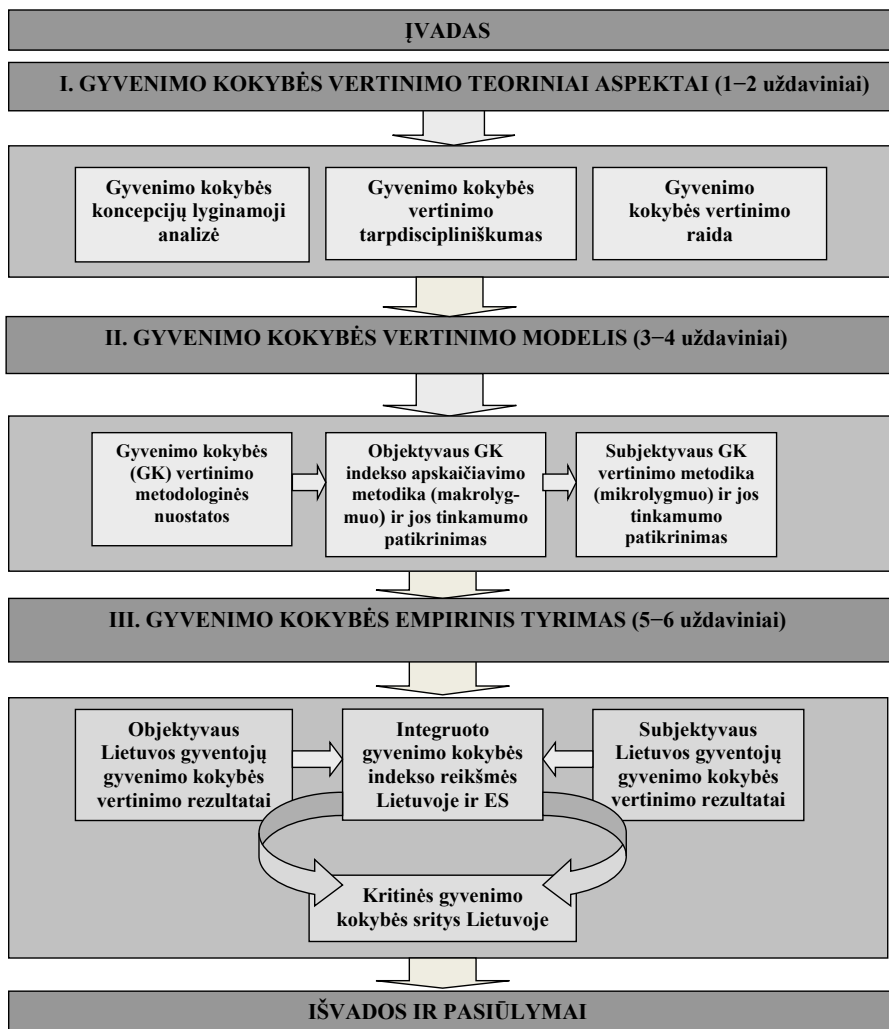 ĮVADAS
I. GYVENIMO KOKYBĖS VERTINIMO TEORINIAI ASPEKTAI (1−2 uždaviniai)
Gyvenimo kokybės
koncepcijų lyginamoji
analizė
Gyvenimo kokybės
vertinimo
tarpdiscipliniškumas
Gyvenimo
kokybės vertinimo
raida
II. GYVENIMO KOKYBĖS VERTINIMO MODELIS (3−4 uždaviniai)
Gyvenimo kokybės
(GK) vertinimo
metodologinės
nuostatos
Objektyvaus GK
indekso apskaičiavimo
metodika (makrolyg-
muo) ir jos tinkamumo
patikrinimas
Subjektyvaus GK
vertinimo metodika
(mikrolygmuo) ir jos
tinkamumo
patikrinimas
III. GYVENIMO KOKYBĖS EMPIRINIS TYRIMAS (5−6 uždaviniai)
Objektyvaus
Lietuvos gyventojų
gyvenimo kokybės
vertinimo rezultatai
Integruoto
gyvenimo kokybės
indekso reikšmės
Lietuvoje ir ES
Subjektyvaus
Lietuvos gyventojų
gyvenimo kokybės
vertinimo rezultatai
Kritinės gyvenimo
kokybės sritys Lietuvoje
IŠVADOS IR PASIŪLYMAI